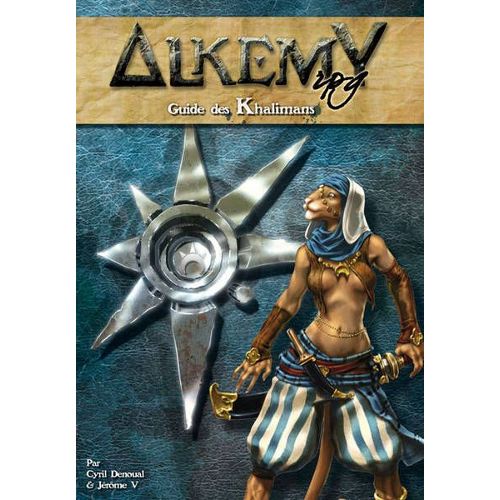 ALKEMY
rpg
Guide des Khalimans
Par
Cyril Denoual
& Jérôme V